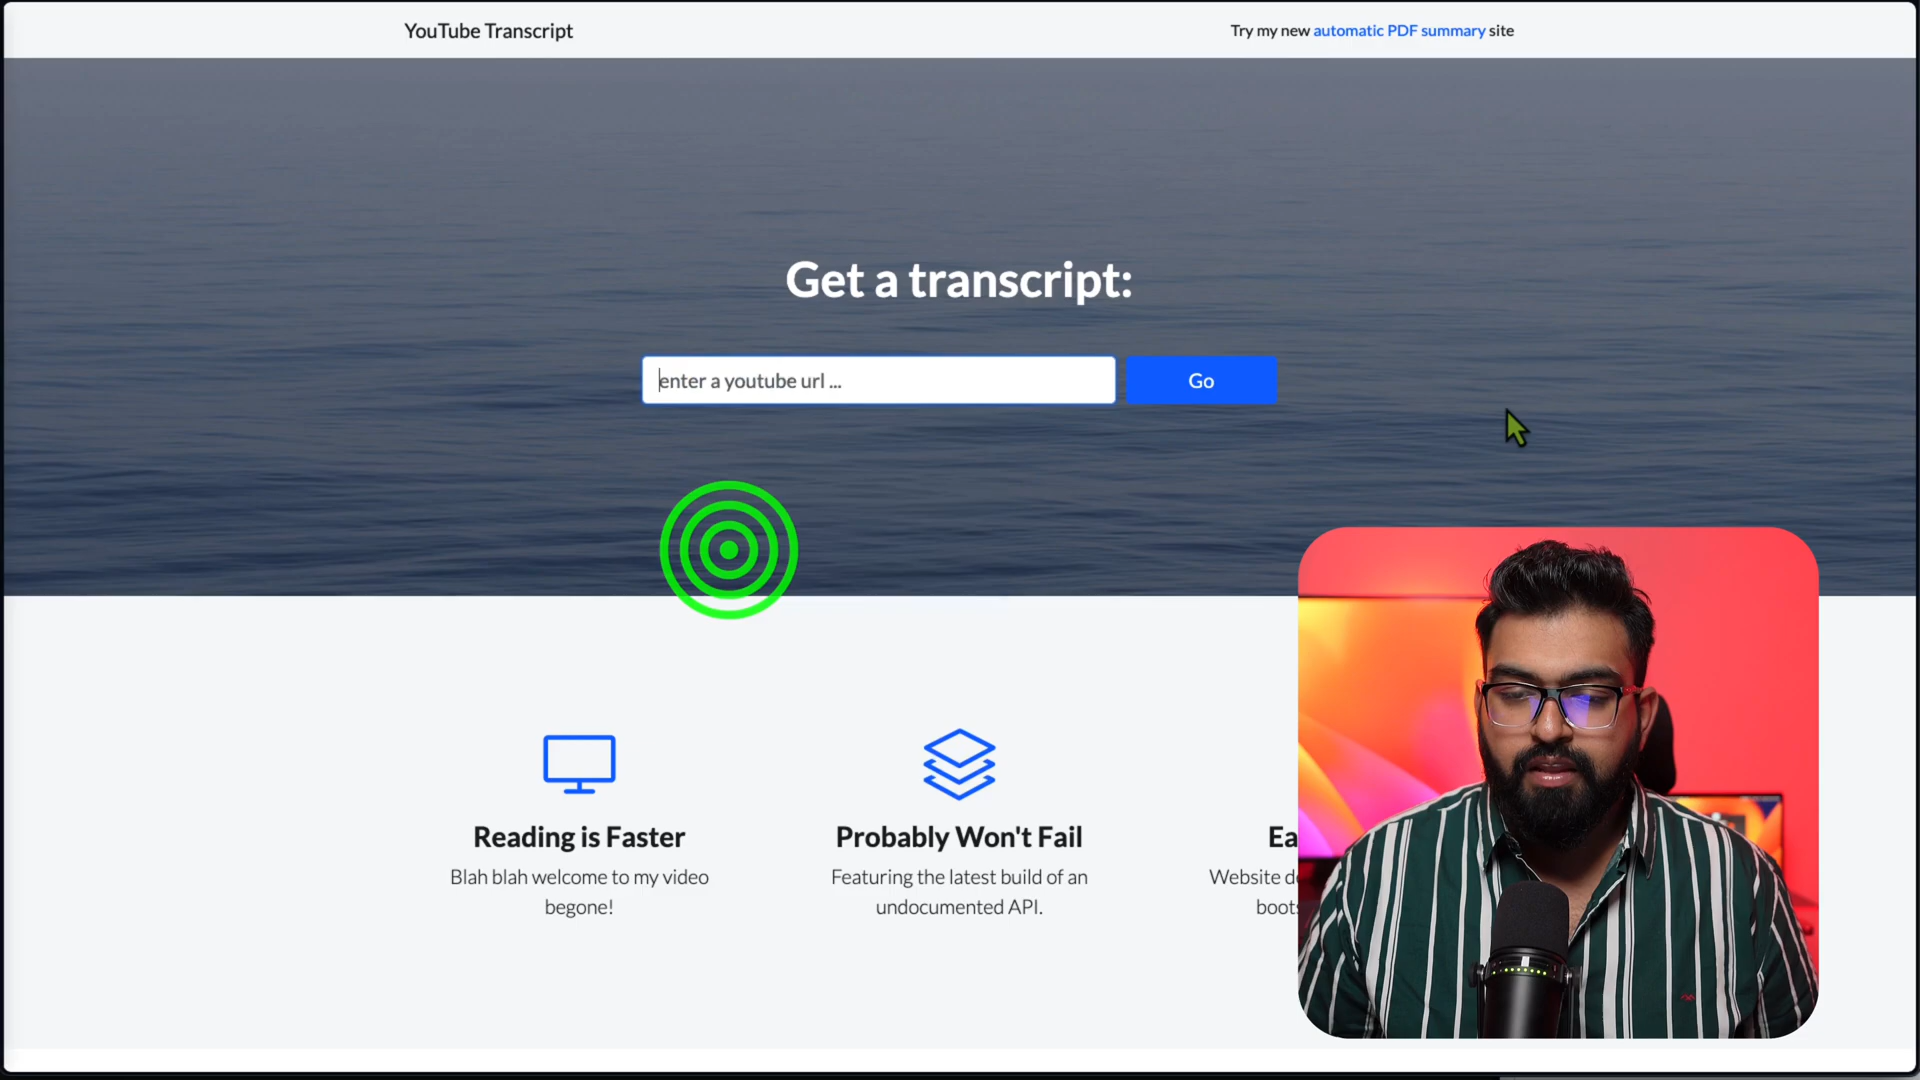 YouTube Transcript
Try my new automatic PDF summary site
Get a transcript:
enter a youtube url ...
Go
Reading is Faster
Blah blah welcome to my video
begone!
Probably Won't Fail
Featuring the latest build of an
undocumented API.
Ea
Website d
boots